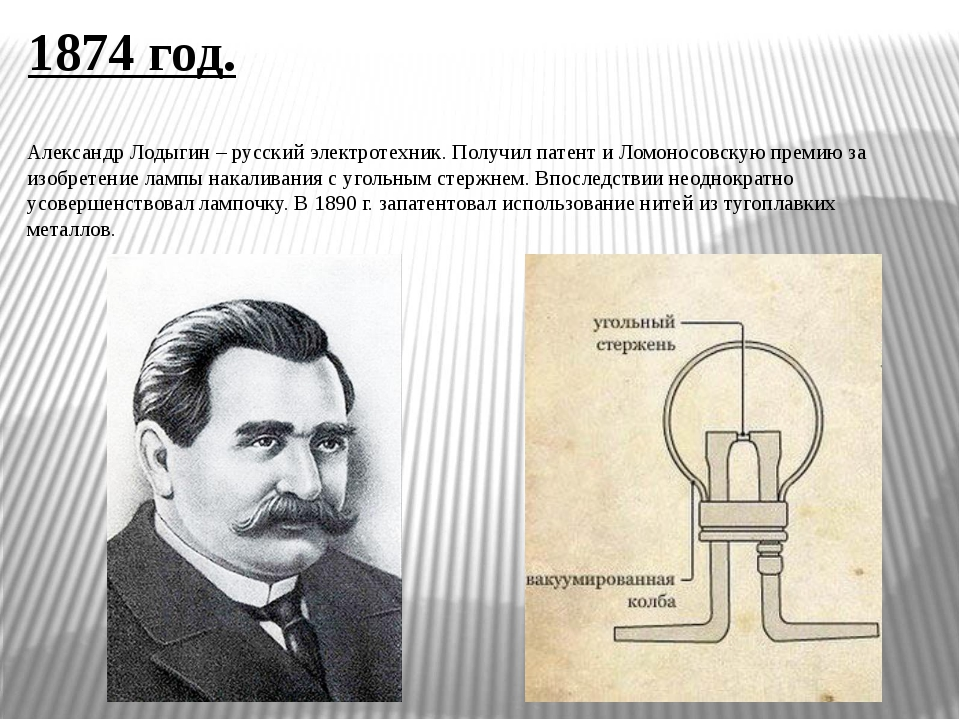 1874 год.
Александр Лодыгин – русский электротехник. Получил патент и Ломоносовскую премию за
изобретение лампы накаливания с угольным стержнем. Впоследствии неоднократно
усовершенствовал лампочку. В 1890 г. запатентовал использование нитей из тугоплавких
металлов.
угольный
стержень
вакуумированная
колба